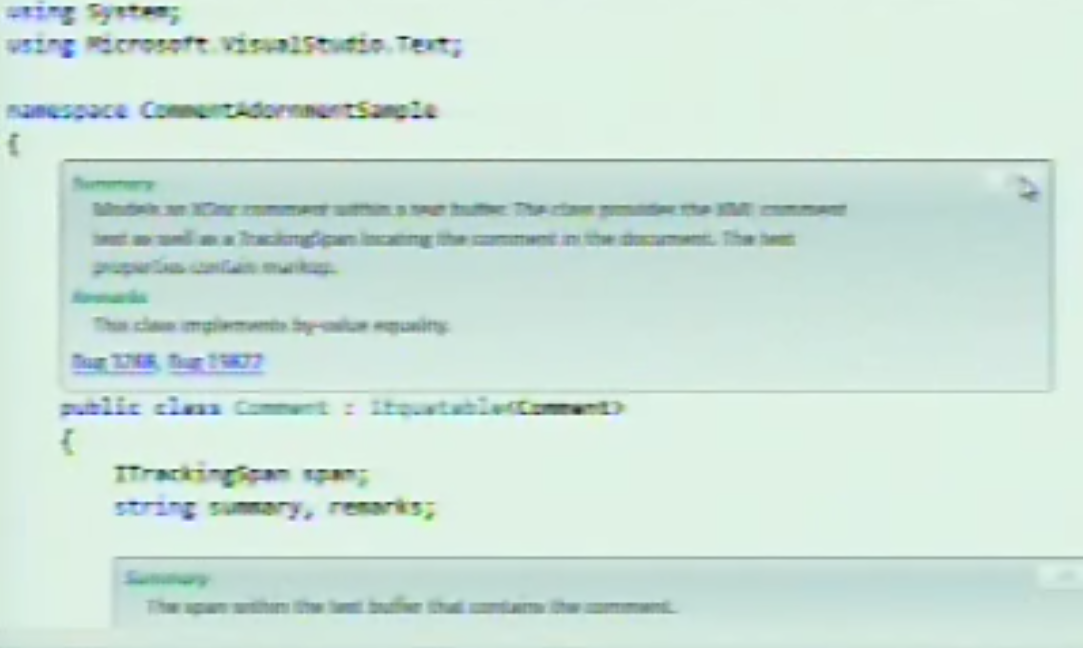 using System;
using Microsoft.VisualStudio.Text;
namespace CommentAdornmentSample
{
Summary
Models an XDoc comment within a text buffer. The class provides the XML comment
text as well as a TrackingSpan locating the comment in the document. The text
properties contain markup.
Remarks
This class implements by-value equality.
Bug Bug
public class Comment : IEquatable<Comment>
{
ITrackingSpan span;
string summary, remarks;
Summary
The span within the text buffer that contains the comment.